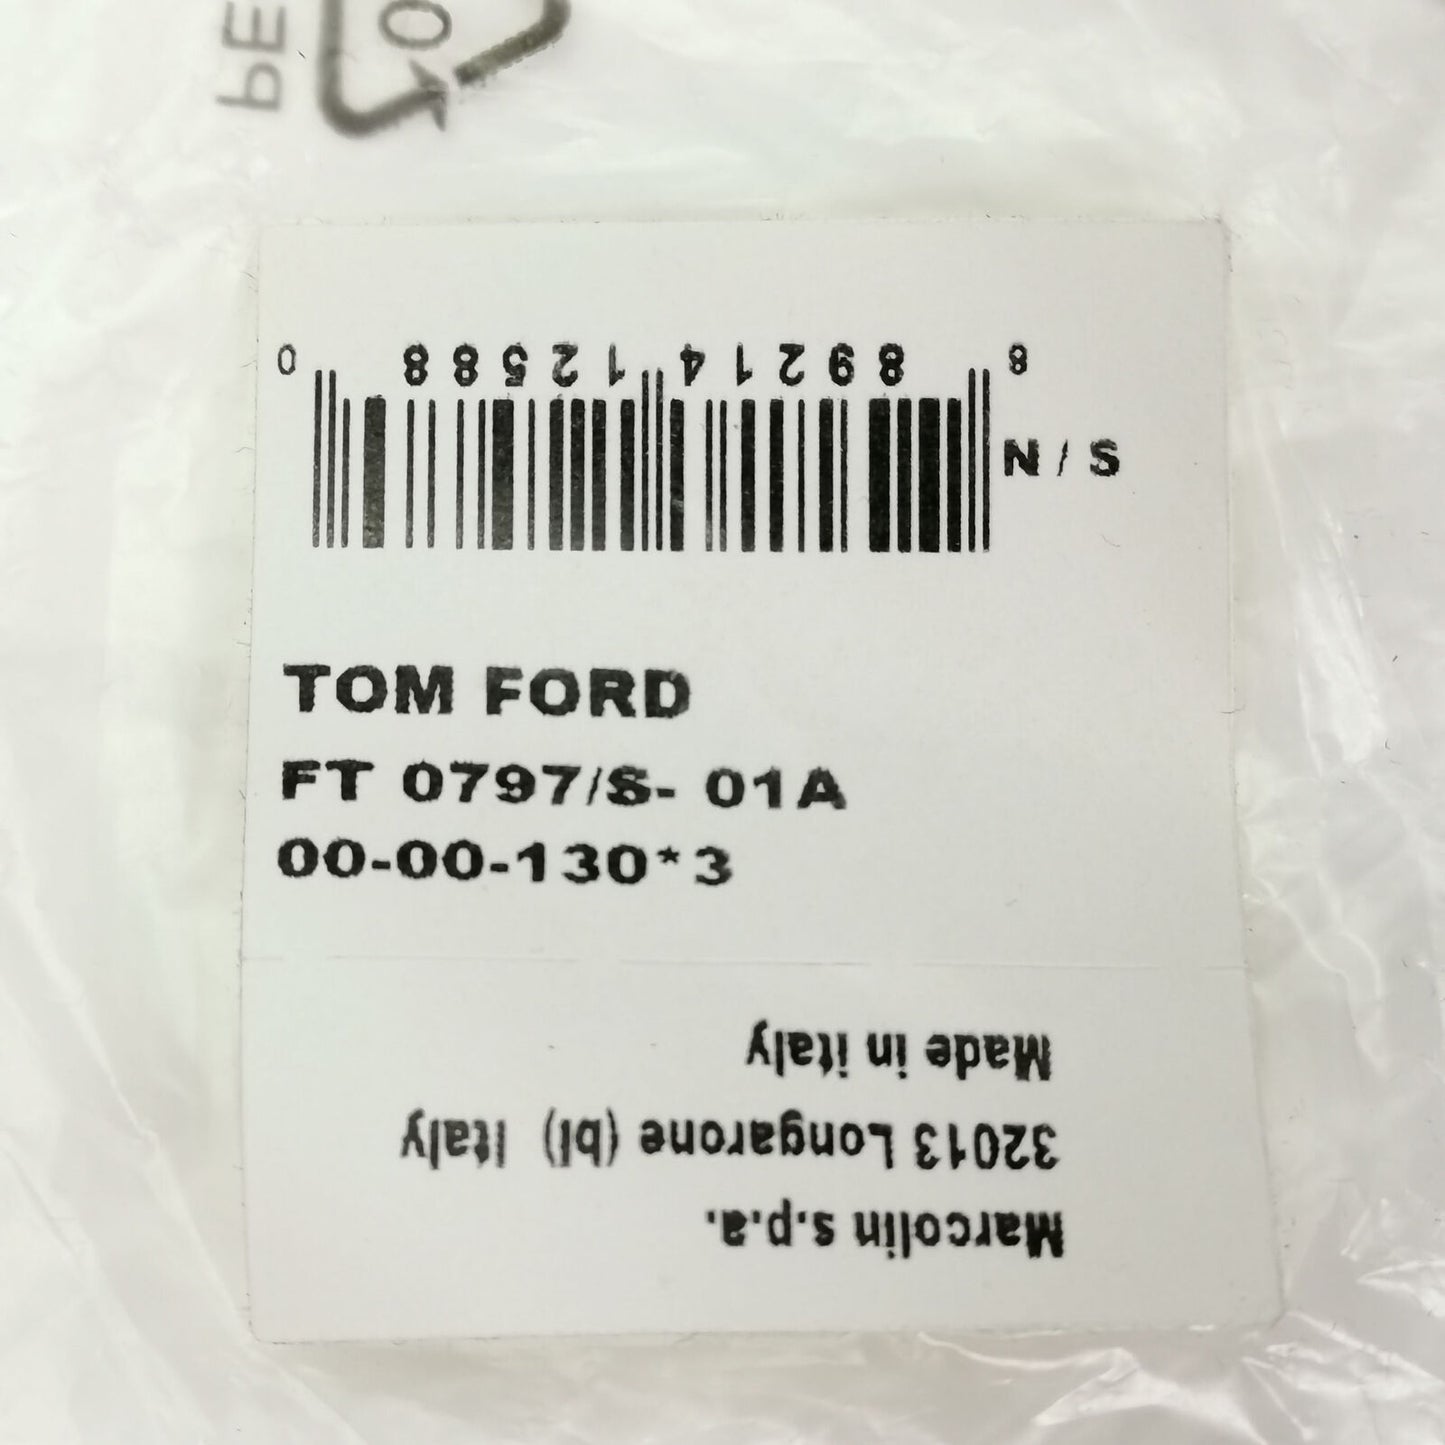 PE
8 89214 12588 0
N / S
TOM FORD
FT 0797/S- 01A
00-00-130*3
Marcolin s.p.a.
32013 Longarone (bl) Italy
Made in italy